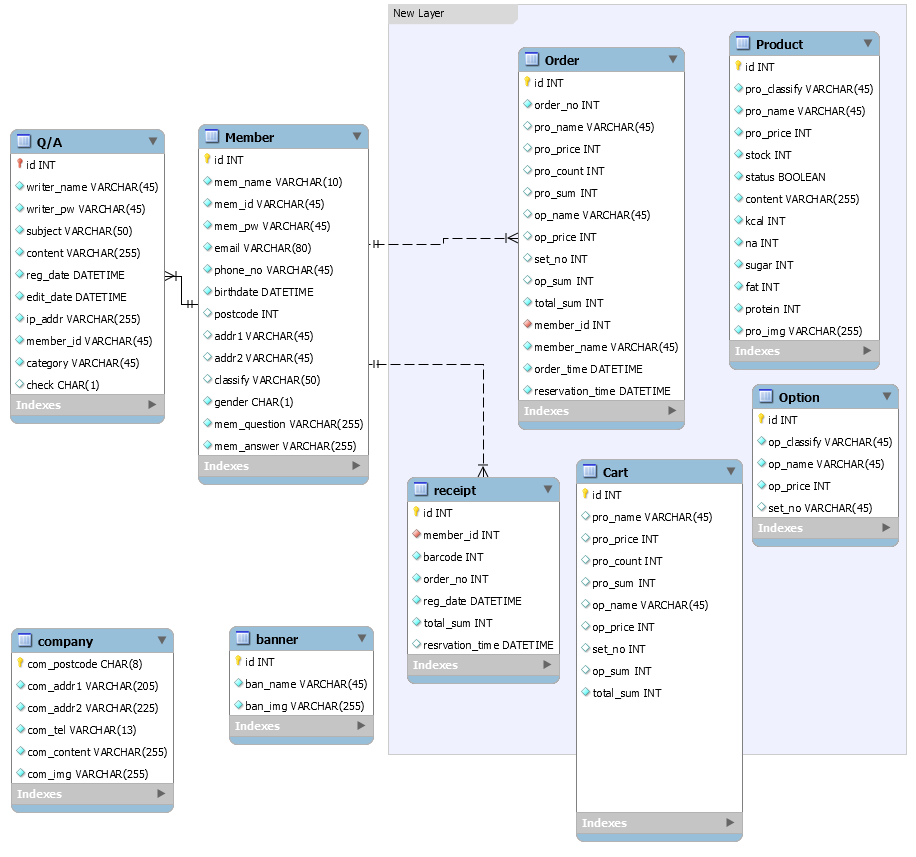 New Layer
Q/A
id INT
writer_name VARCHAR(45)
writer_pw VARCHAR(45)
subject VARCHAR(50)
content VARCHAR(255)
reg_date DATETIME
edit_date DATETIME
ip_addr VARCHAR(255)
member_id VARCHAR(45)
category VARCHAR(45)
check CHAR(1)
Indexes
Member
id INT
mem_name VARCHAR(10)
mem_id VARCHAR(45)
mem_pw VARCHAR(45)
email VARCHAR(80)
phone_no VARCHAR(45)
birthdate DATETIME
postcode INT
addr1 VARCHAR(45)
addr2 VARCHAR(45)
classify VARCHAR(50)
gender CHAR(1)
mem_question VARCHAR(255)
mem_answer VARCHAR(255)
Indexes
Order
id INT
order_no INT
pro_name VARCHAR(45)
pro_price INT
pro_count INT
pro_sum INT
op_name VARCHAR(45)
op_price INT
set_no INT
op_sum INT
total_sum INT
member_id INT
member_name VARCHAR(45)
order_time DATETIME
reservation_time DATETIME
Indexes
Product
id INT
pro_classify VARCHAR(45)
pro_name VARCHAR(45)
pro_price INT
stock INT
status BOOLEAN
content VARCHAR(255)
kcal INT
na INT
sugar INT
fat INT
protein INT
pro_img VARCHAR(255)
Indexes
Option
id INT
op_classify VARCHAR(45)
op_name VARCHAR(45)
op_price INT
set_no VARCHAR(45)
Indexes
receipt
id INT
member_id INT
barcode INT
order_no INT
reg_date DATETIME
total_sum INT
resrvation_time DATETIME
Indexes
Cart
id INT
pro_name VARCHAR(45)
pro_price INT
pro_count INT
pro_sum INT
op_name VARCHAR(45)
op_price INT
set_no INT
op_sum INT
total_sum INT
Indexes
company
com_postcode CHAR(8)
com_addr1 VARCHAR(205)
com_addr2 VARCHAR(225)
com_tel VARCHAR(13)
com_content VARCHAR(255)
com_img VARCHAR(255)
Indexes
banner
id INT
ban_name VARCHAR(45)
ban_img VARCHAR(255)
Indexes